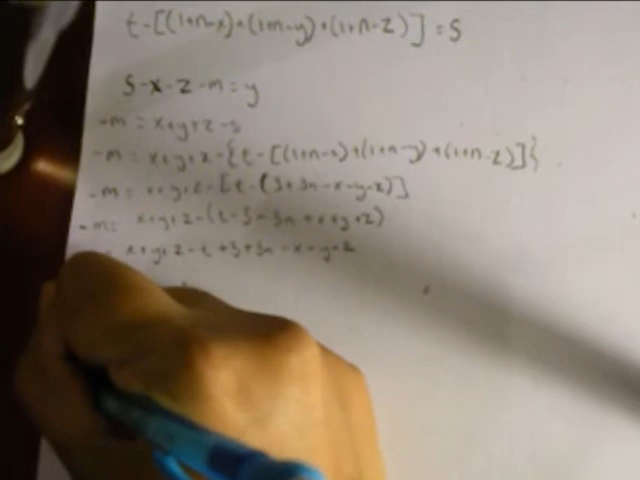 t-[(1+n-x)+(1+n-y)+(1+n-z)]=S
S-x-z-m=y
-m=x+y+z-s
-m=x+y+z-{t-[(1+n-x)+(1+n-y)+(1+n-z)]}
-m=x+y+z-[t-(3+3n-x-y-z)]
-m= x+y+z-(t-3-3n+x+y+z)
x+y+z-t+3+3n-x-y-z